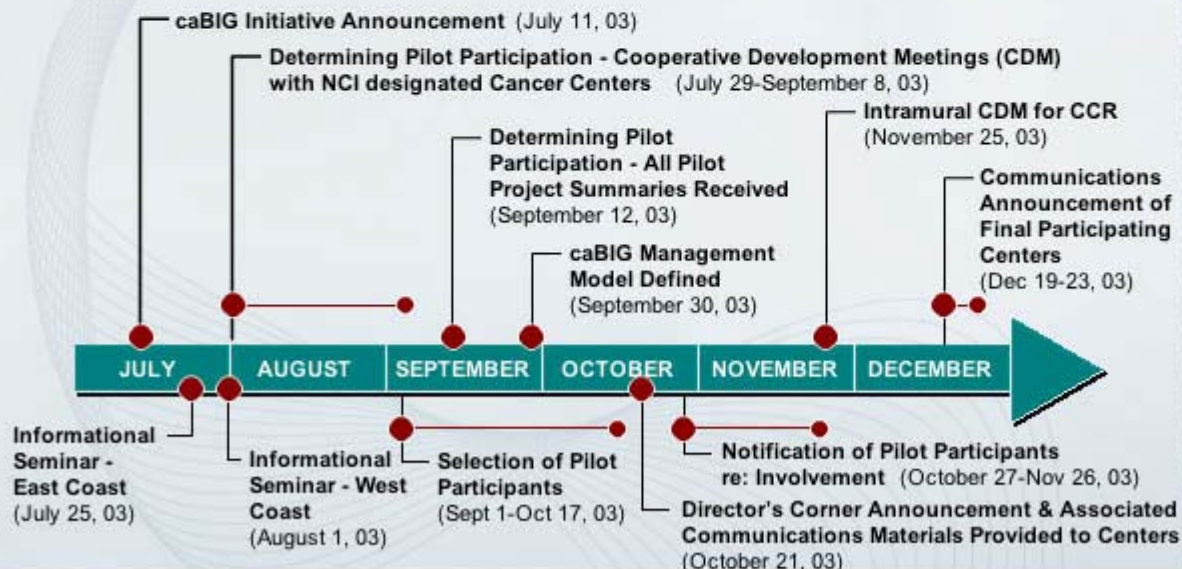 caBIG Initiative Announcement (July 11, 03)
Determining Pilot Participation - Cooperative Development Meetings (CDM)
with NCI designated Cancer Centers (July 29-September 8, 03)
Intramural CDM for CCR
(November 25, 03)
Determining Pilot
Participation - All Pilot
Project Summaries Received
(September 12, 03)
Communications
Announcement of
Final Participating
Centers
(Dec 19-23, 03)
caBIG Management
Model Defined
(September 30, 03)
JULY
AUGUST
SEPTEMBER
OCTOBER
NOVEMBER
DECEMBER
Informational
Seminar -
East Coast
(July 25, 03)
Informational
Seminar - West
Coast
(August 1, 03)
Selection of Pilot
Participants
(Sept 1-Oct 17, 03)
Notification of Pilot Participants
re: Involvement (October 27-Nov 26, 03)
Director's Corner Announcement & Associated
Communications Materials Provided to Centers
(October 21, 03)